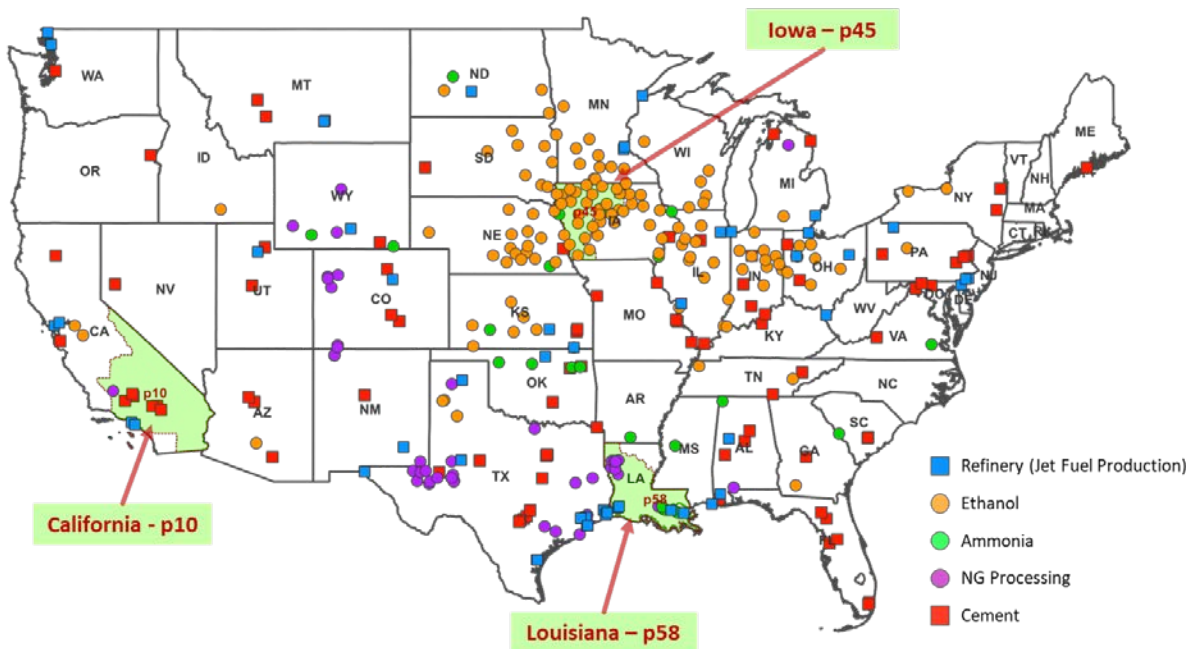 Iowa – p45
WA
MT
ND
MN
ME
OR
ID
SD
WI
VT
NH
WY
MI
NY
MA
CT
p45
IA
NE
PA
NJ
NV
UT
CO
IL
IN
OH
DE
CA
KS
MO
KY
WV
VA
p10
OK
TN
NC
AZ
NM
AR
SC
MS
AL
GA
TX
LA
p58
FL
California - p10
Louisiana – p58
Refinery (Jet Fuel Production)
Ethanol
Ammonia
NG Processing
Cement